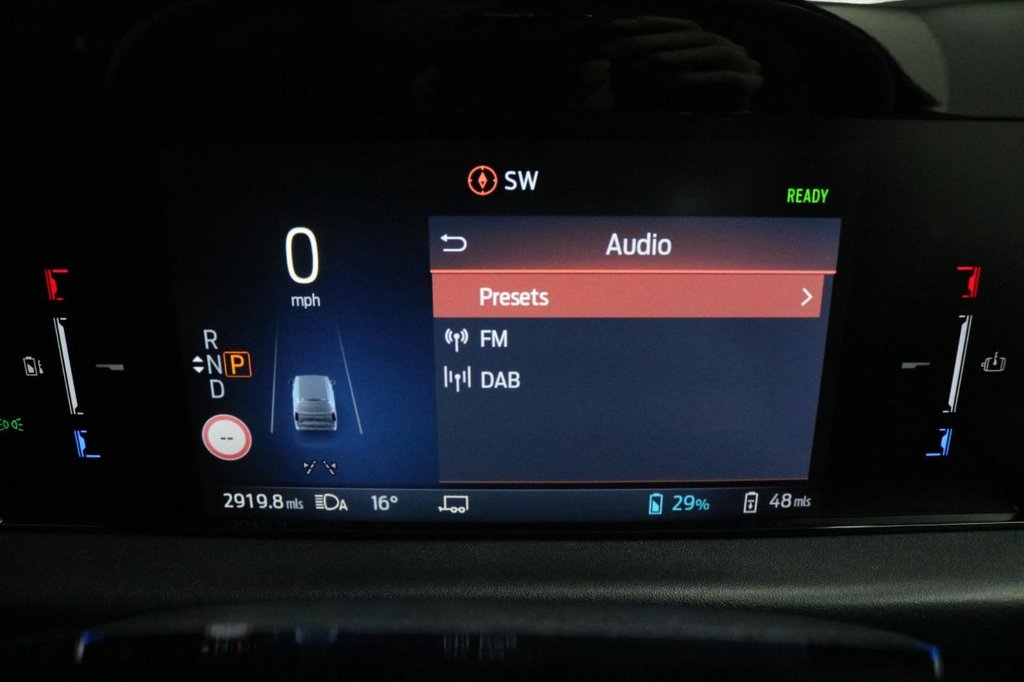 SW
READY
0
mph
Audio
Presets
FM
DAB
R
N P
D
--
2919.8 mls A 16° 29% 48 mls